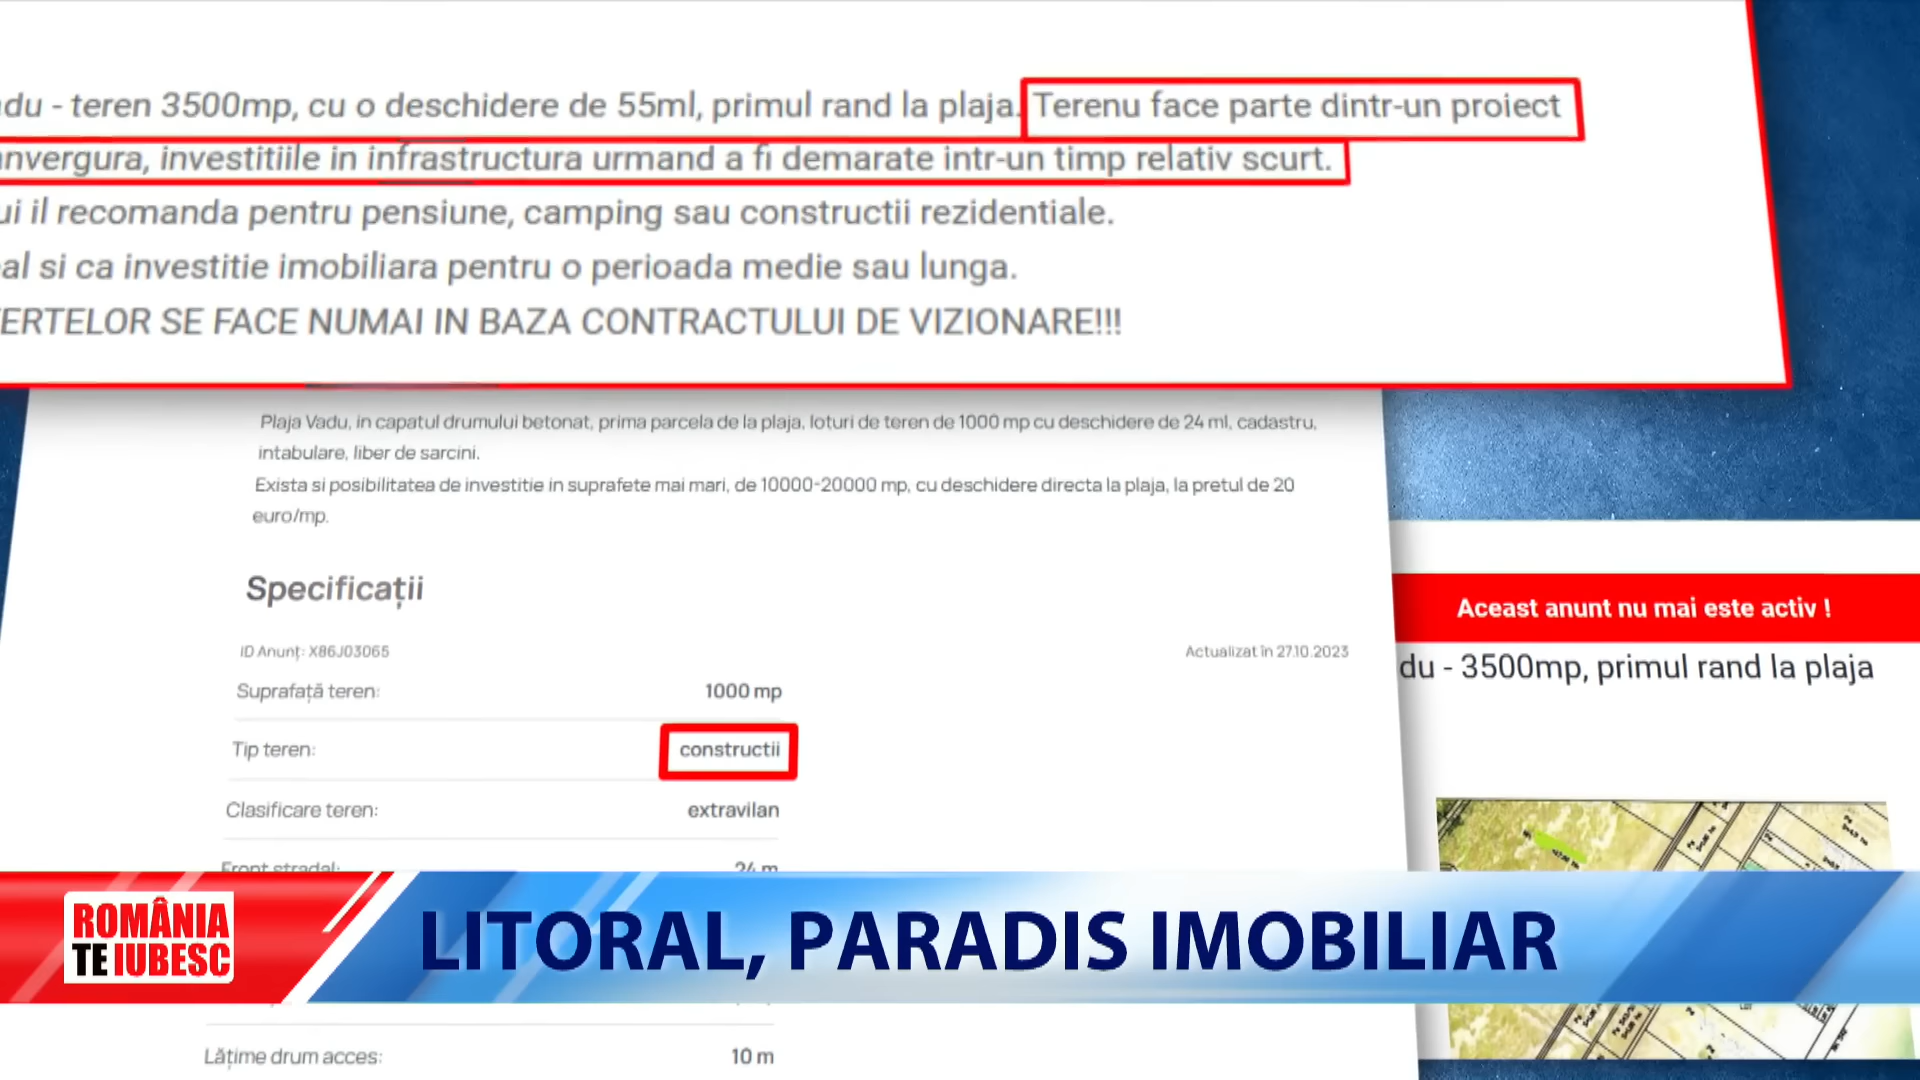 du - teren 3500mp, cu o deschidere de 55ml, primul rand la plaja. Terenu face parte dintr-un proiect
nvergura, investitiile in infrastructura urmand a fi demarate intr-un timp relativ scurt.
ui il recomanda pentru pensiune, camping sau constructii rezidentiale.
al si ca investitie imobiliara pentru o perioada medie sau lunga.
ERTELOR SE FACE NUMAI IN BAZA CONTRACTULUI DE VIZIONARE!!!
Plaja Vadu, in capatul drumului betonat, prima parcela de la plaja, loturi de teren de 1000 mp cu deschidere de 24 ml, cadastru,
intabulare, liber de sarcini.
Exista si posibilitatea de investitie in suprafete mai mari, de 10000-20000 mp, cu deschidere directa la plaja, la pretul de 20
euro/mp.
Specificații
ID Anunț: X86J03065 Actualizat în 27.10.2023
Suprafață teren: 1000 mp
Tip teren: constructii
Clasificare teren: extravilan
Front stradal: 24 m
Lățime drum acces: 10 m
Aceast anunt nu mai este activ !
du - 3500mp, primul rand la plaja
ROMÂNIA
TE IUBESC
LITORAL, PARADIS IMOBILIAR